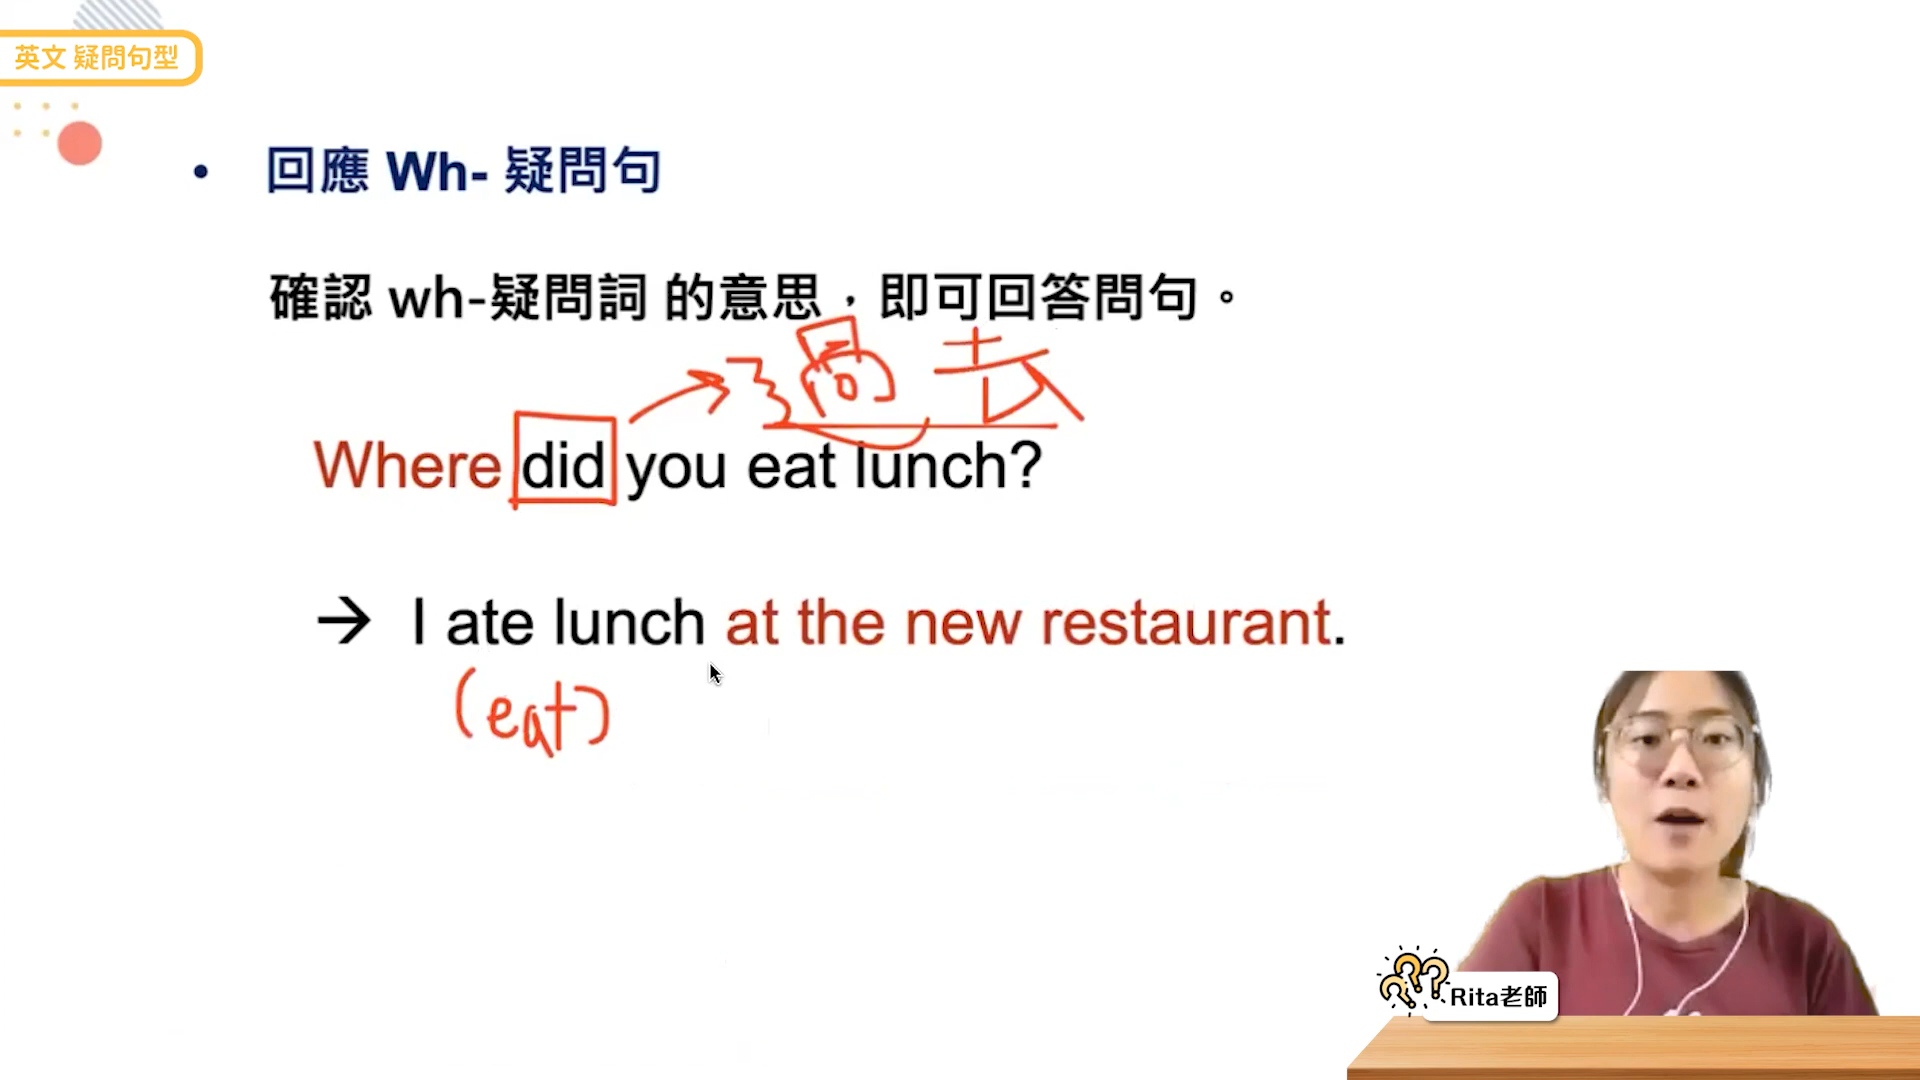 英文 疑問句型
• 回應 Wh- 疑問句
確認 wh-疑問詞 的意思，即可回答問句。
過去
Where did you eat lunch?
→ I ate lunch at the new restaurant.
(eat)
Rita老師